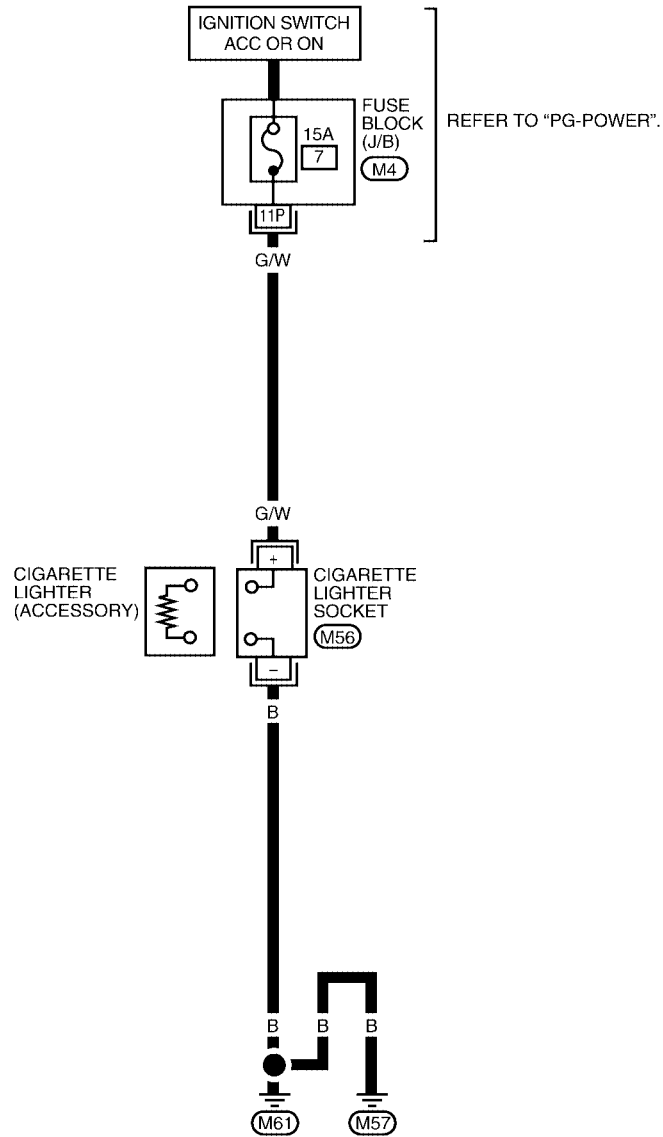 IGNITION SWITCH
ACC OR ON
FUSE
BLOCK
(J/B)
M4
REFER TO "PG-POWER".
15A
7
11P
G/W
G/W
+
CIGARETTE
LIGHTER
(ACCESSORY)
CIGARETTE
LIGHTER
SOCKET
M56
–
B
B B B
M61 M57